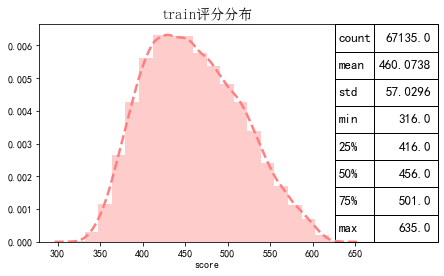 train评分分布
0.006
0.005
0.004
0.003
0.002
0.001
0.000
300 350 400 450 500 550 600 650
score
count 67135.0
mean 460.0738
std 57.0296
min 316.0
25% 416.0
50% 456.0
75% 501.0
max 635.0